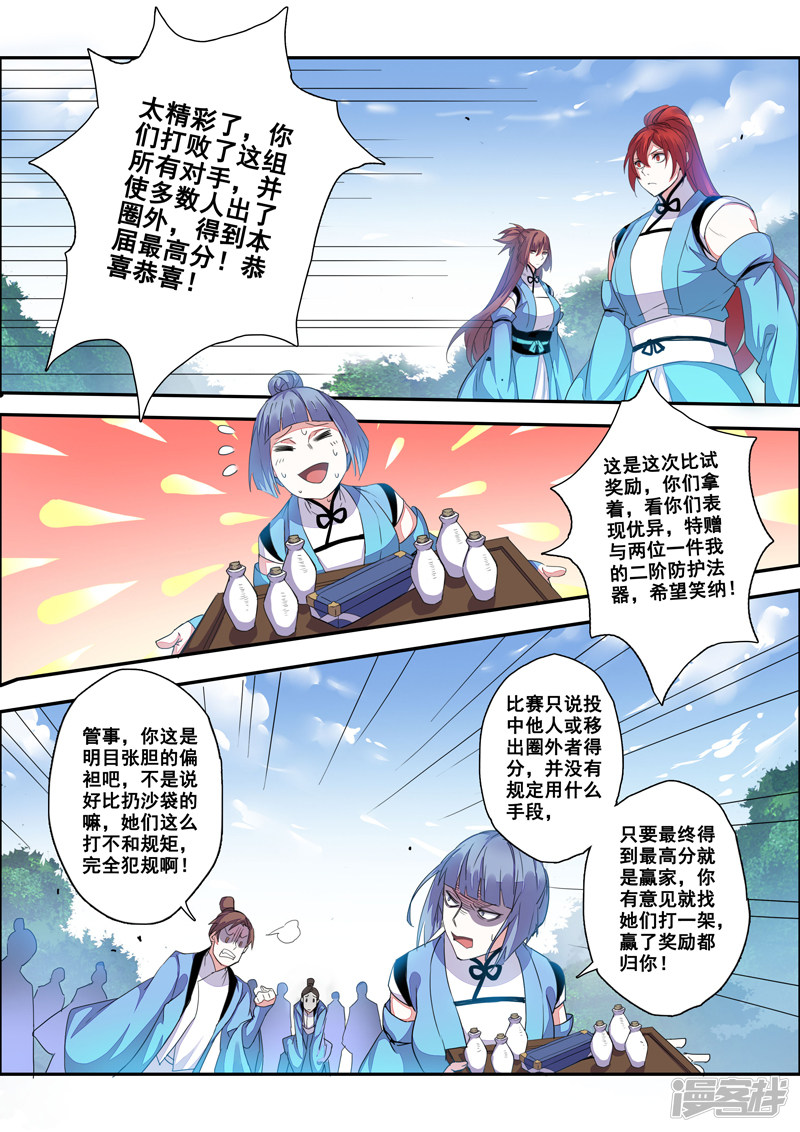 太精彩了，你
们打败了这组
所有对手，并
使多数人出了
圈外，得到本
届最高分！恭
喜恭喜！
这是这次比试
奖励，你们拿
着，看你们表
现优异，特赠
与两位一件我
的二阶防护法
器，希望笑纳！
管事，你这是
明目张胆的偏
袒吧，不是说
好比扔沙袋的
嘛，她们这么
打不和规矩，
完全犯规啊！
比赛只说投
中他人或移
出圈外者得
分，并没有
规定用什么
手段，
只要最终得
到最高分就
是赢家，你
有意见就找
她们打一架，
赢了奖励都
归你！
漫客栈